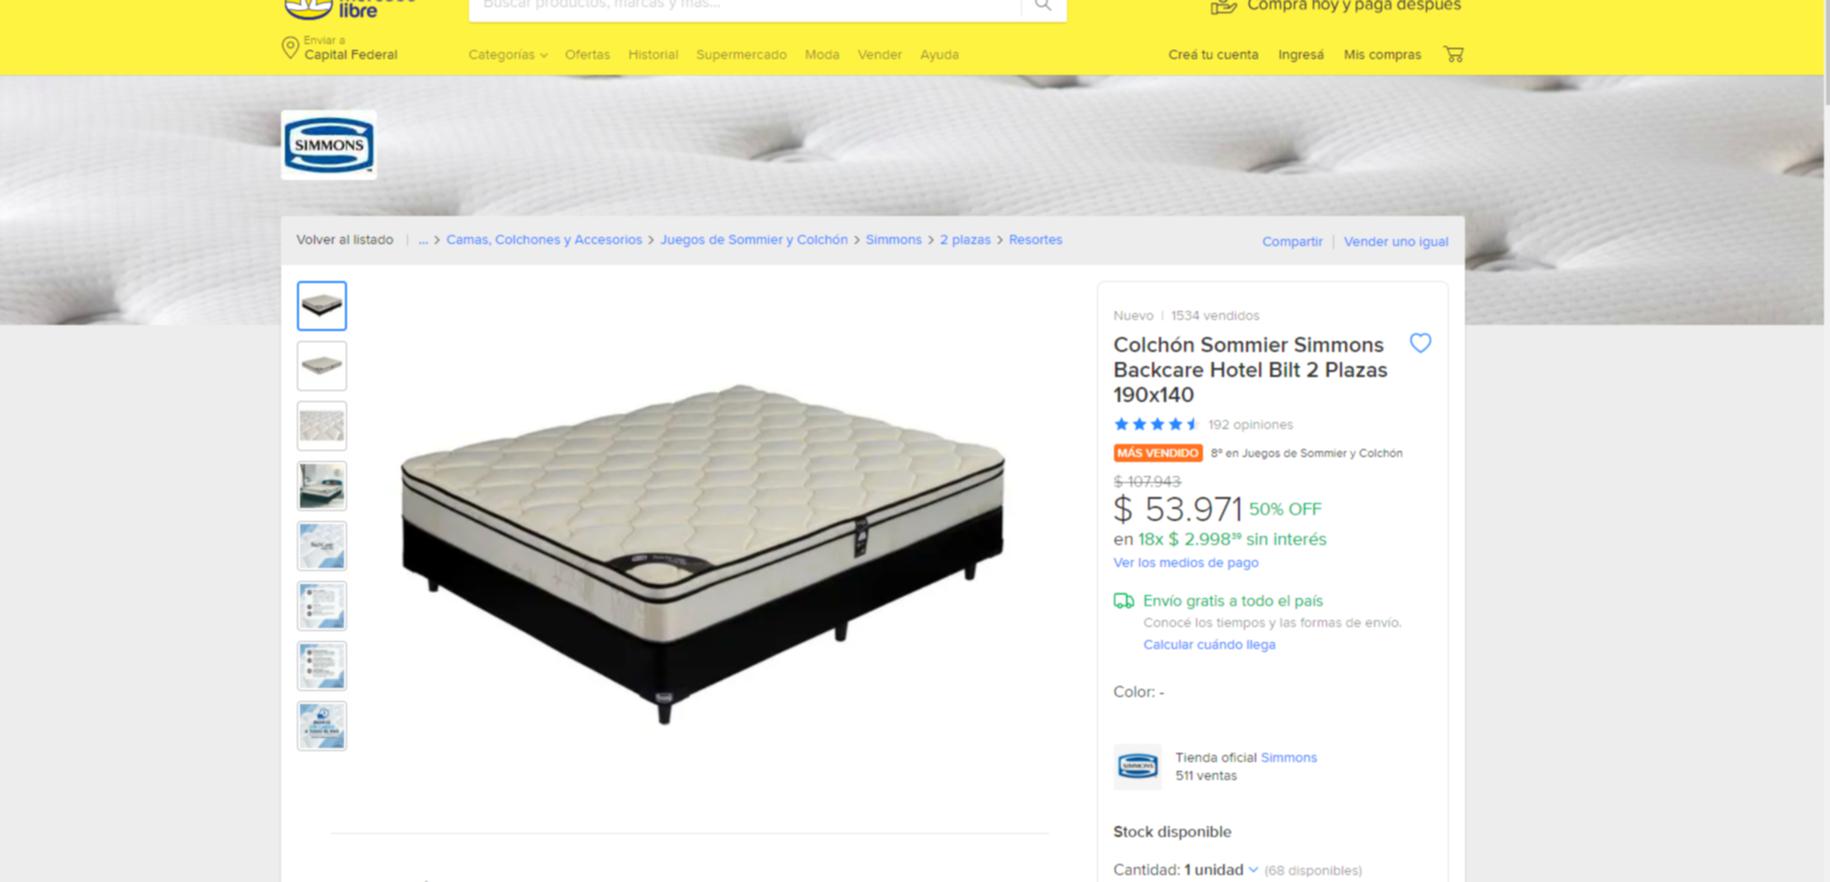 libre
Buscar productos, marcas y más...
Compra hoy y paga después
Enviar a
Capital Federal
Categorías Ofertas Historial Supermercado Moda Vender Ayuda
Creá tu cuenta Ingresá Mis compras
SIMMONS
Volver al listado | ... > Camas, Colchones y Accesorios > Juegos de Sommier y Colchón > Simmons > 2 plazas > Resortes
Compartir | Vender uno igual
Nuevo | 1534 vendidos
Colchón Sommier Simmons
Backcare Hotel Bilt 2 Plazas
190x140
192 opiniones
MÁS VENDIDO 8º en Juegos de Sommier y Colchón
$ 107.943
$ 53.971 50% OFF
en 18x $ 2.998³⁹ sin interés
Ver los medios de pago
Envío gratis a todo el país
Conocé los tiempos y las formas de envío.
Calcular cuándo llega
Color: -
SIMMONS
Tienda oficial Simmons
511 ventas
Stock disponible
Cantidad: 1 unidad (68 disponibles)